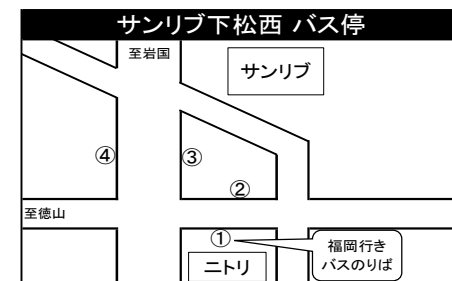 サンリブ下松西 バス停
至岩国
サンリブ
④
③
②
至徳山
①
福岡行き
バスのりば
ニトリ